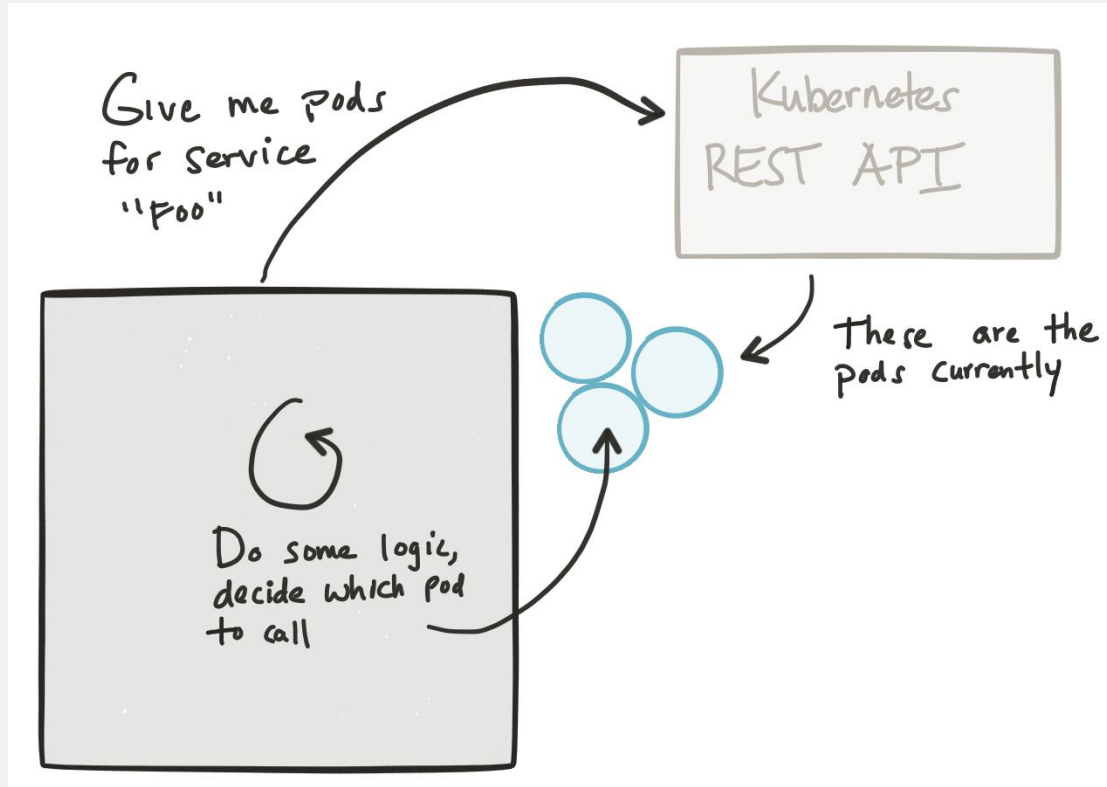 Give me pods
for service
"Foo"
Kubernetes
REST API
These are the
pods currently
Do some logic,
decide which pod
to call